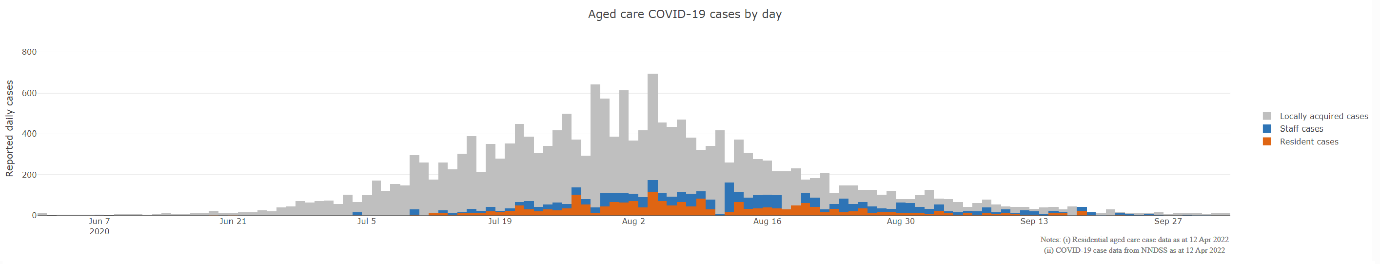 Aged care COVID-19 cases by day
Reported daily cases
800
600
400
200
0
Jun 7
2020
Jun 21
Jul 5
Jul 19
Aug 2
Aug 16
Aug 30
Sep 13
Sep 27
Locally acquired cases
Staff cases
Resident cases
Notes: (i) Residential aged care case data as at 12 Apr 2022
(ii) COVID-19 case data from NNDSS as at 12 Apr 2022